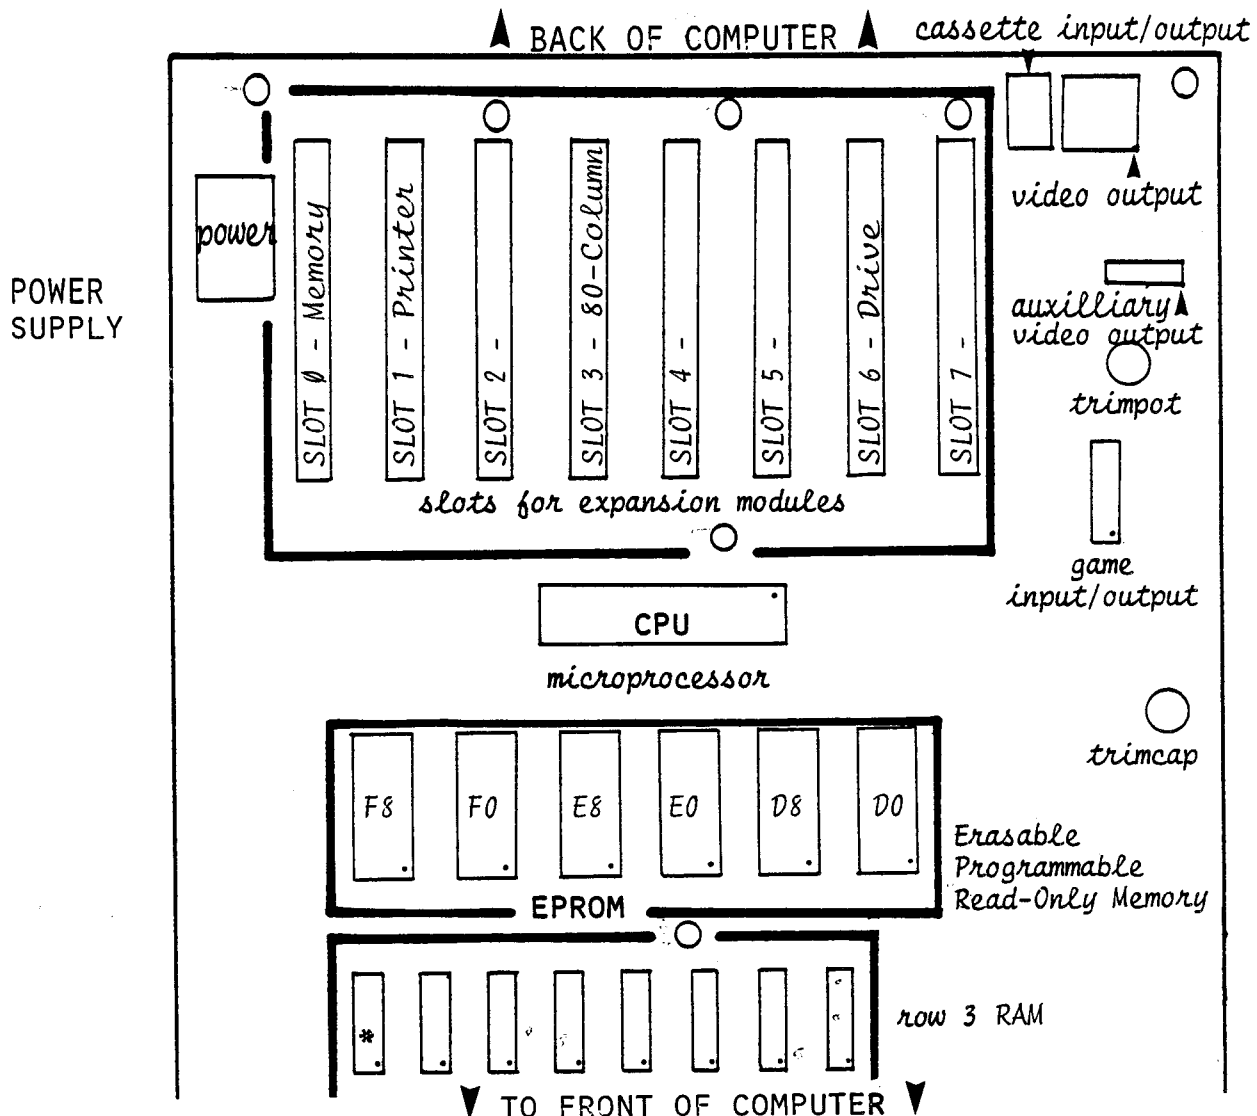 BACK OF COMPUTER
cassette input/output
video output
power
POWER
SUPPLY
SLOT 0 - Memory
SLOT 1 - Printer
SLOT 2 -
SLOT 3 - 80-Column
SLOT 4 -
SLOT 5 -
SLOT 6 - Drive
SLOT 7 -
slots for expansion modules
auxilliary
video output
trimpot
game
input/output
CPU
microprocessor
trimcap
F8
F0
E8
E0
D8
D0
EPROM
Erasable
Programmable
Read-Only Memory
*
row 3 RAM
TO FRONT OF COMPUTER